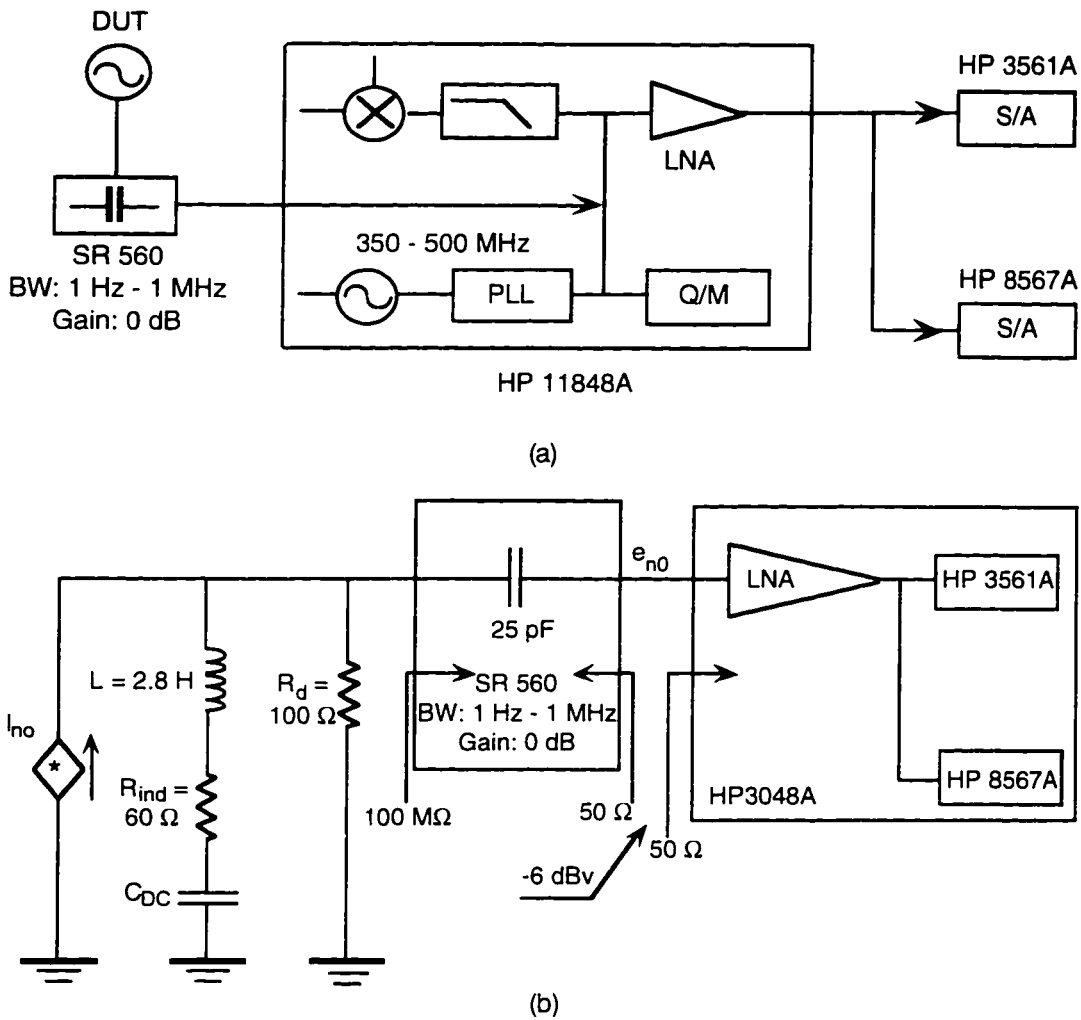 DUT
SR 560
BW: 1 Hz - 1 MHz
Gain: 0 dB
350 - 500 MHz
PLL
Q/M
LNA
HP 11848A
HP 3561A
S/A
HP 8567A
S/A
(a)
I_no
L = 2.8 H
R_ind =
60 Ω
C_DC
R_d =
100 Ω
25 pF
SR 560
BW: 1 Hz - 1 MHz
Gain: 0 dB
100 MΩ
50 Ω
e_n0
-6 dBv
50 Ω
LNA
HP 3561A
HP 8567A
HP3048A
(b)